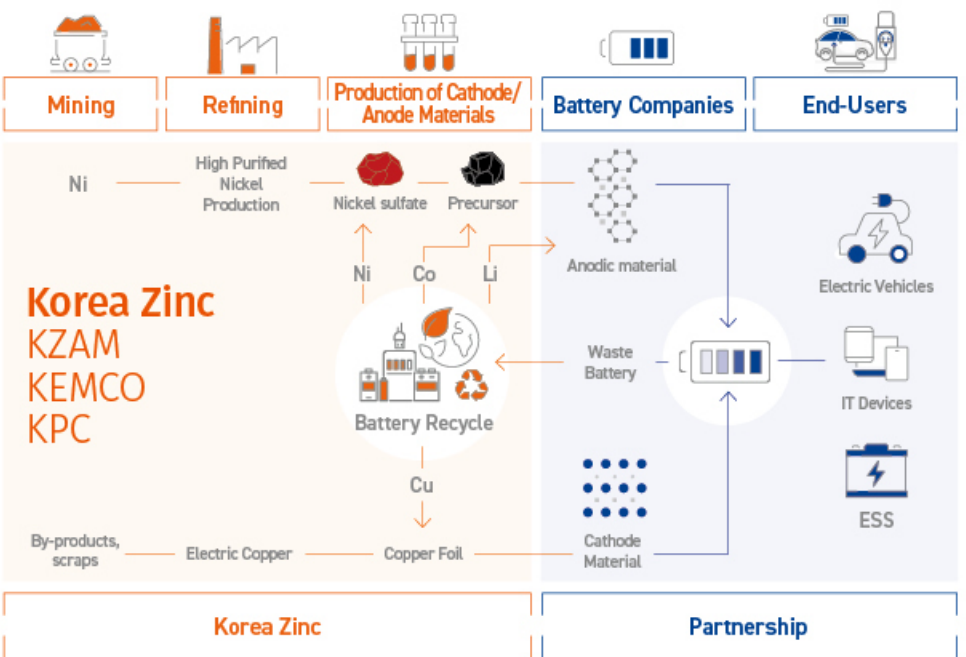 Mining
Refining
Production of Cathode/
Anode Materials
Battery Companies
End-Users
Ni
High Purified
Nickel
Production
Nickel sulfate
Precursor
Anodic material
Electric Vehicles
Ni
Co
Li
Korea Zinc
KZAM
KEMCO
KPC
Battery Recycle
Waste
Battery
IT Devices
Cu
ESS
By-products,
scraps
Electric Copper
Copper Foil
Cathode
Material
Korea Zinc
Partnership